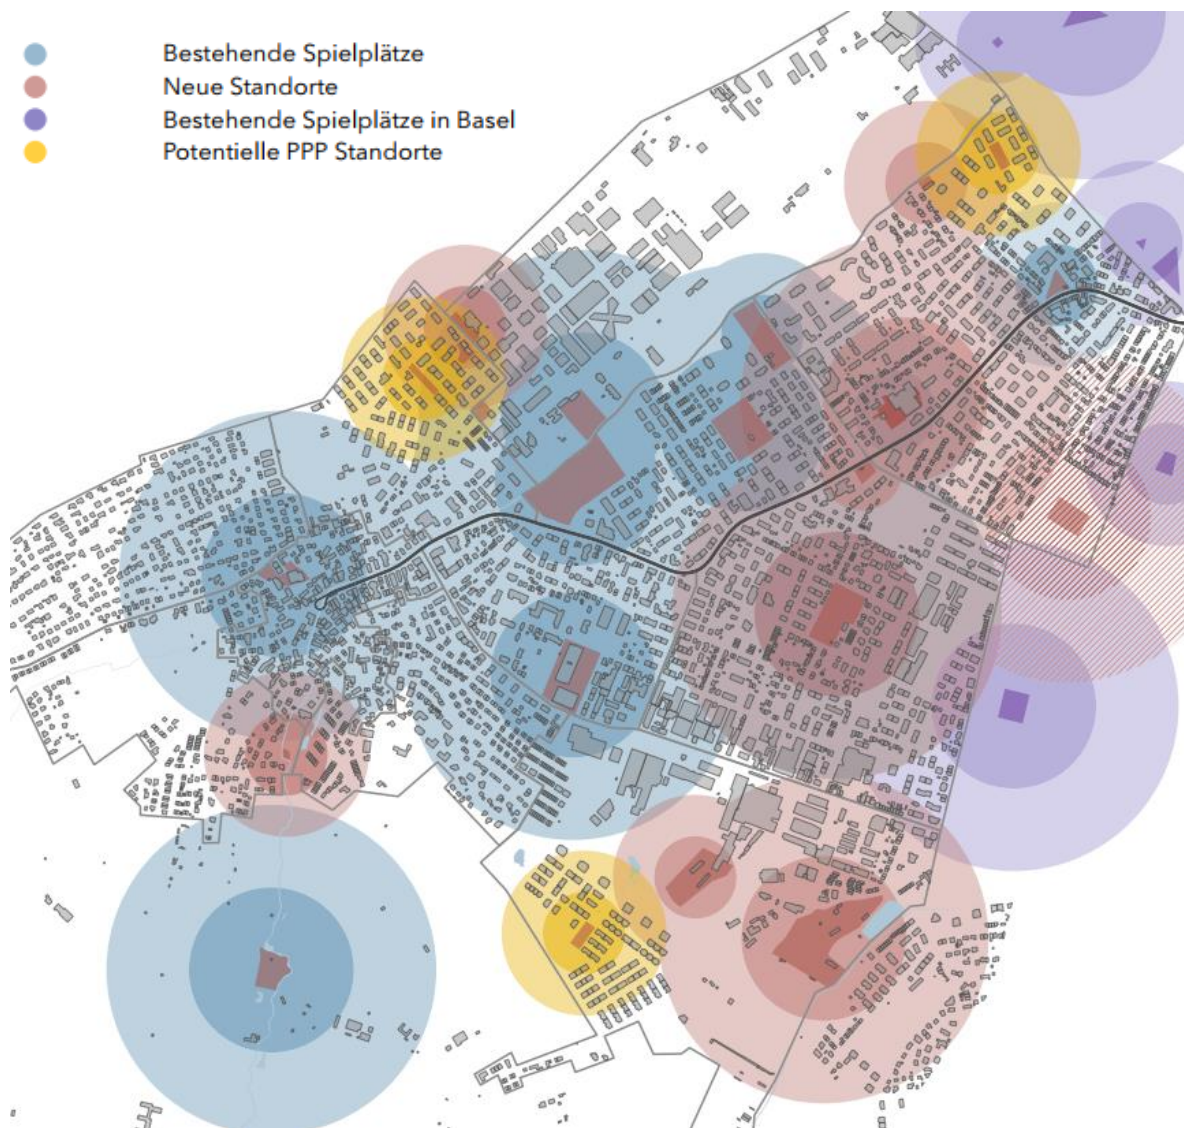 Bestehende Spielplätze
Neue Standorte
Bestehende Spielplätze in Basel
Potentielle PPP Standorte